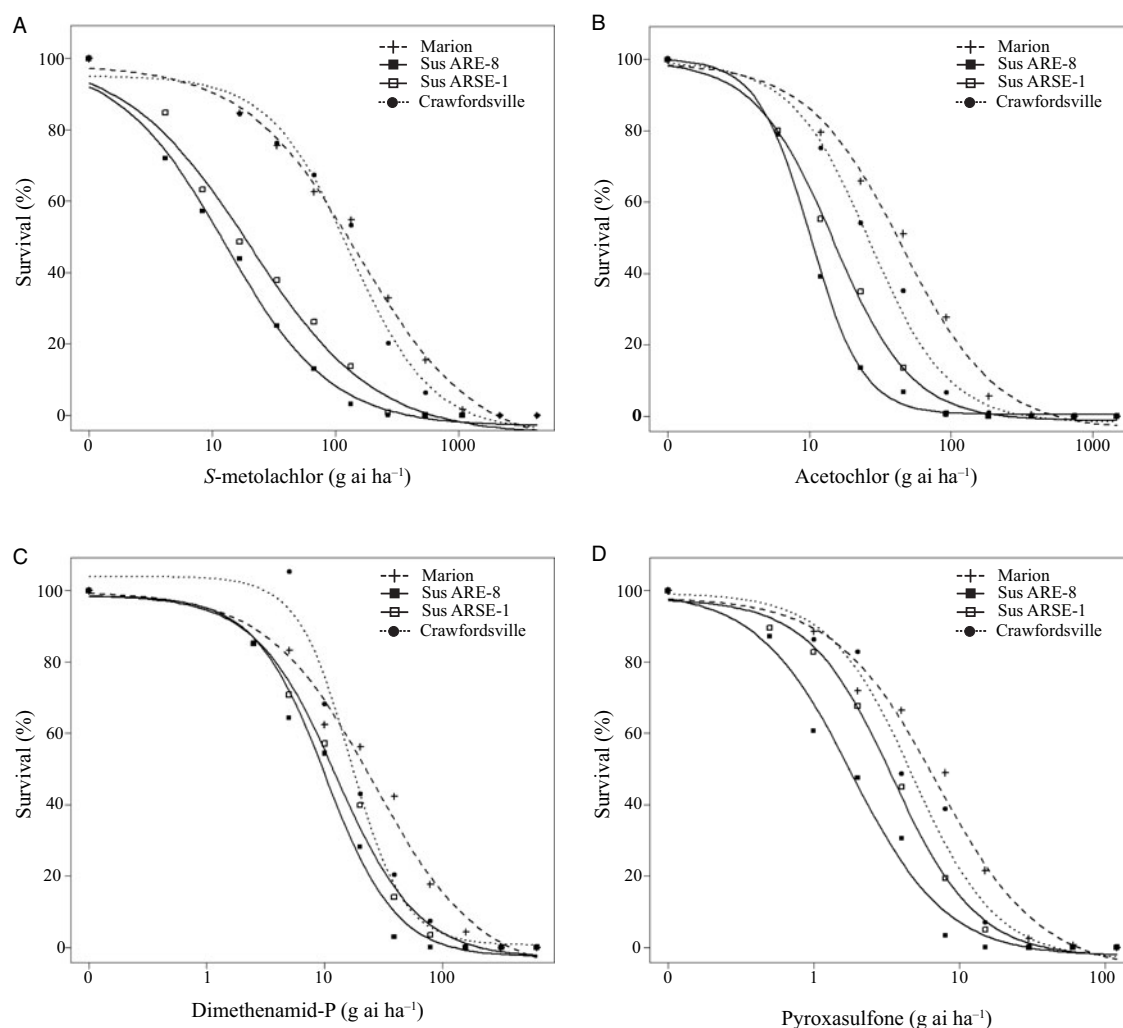 A
Marion
Sus ARE-8
Sus ARSE-1
Crawfordsville
100
80
60
40
20
0
Survival (%)
0 10 100 1000
S-metolachlor (g ai ha⁻¹)
B
Marion
Sus ARE-8
Sus ARSE-1
Crawfordsville
100
80
60
40
20
0
Survival (%)
0 10 100 1000
Acetochlor (g ai ha⁻¹)
C
Marion
Sus ARE-8
Sus ARSE-1
Crawfordsville
100
80
60
40
20
0
Survival (%)
0 1 10 100
Dimethenamid-P (g ai ha⁻¹)
D
Marion
Sus ARE-8
Sus ARSE-1
Crawfordsville
100
80
60
40
20
0
Survival (%)
0 1 10 100
Pyroxasulfone (g ai ha⁻¹)